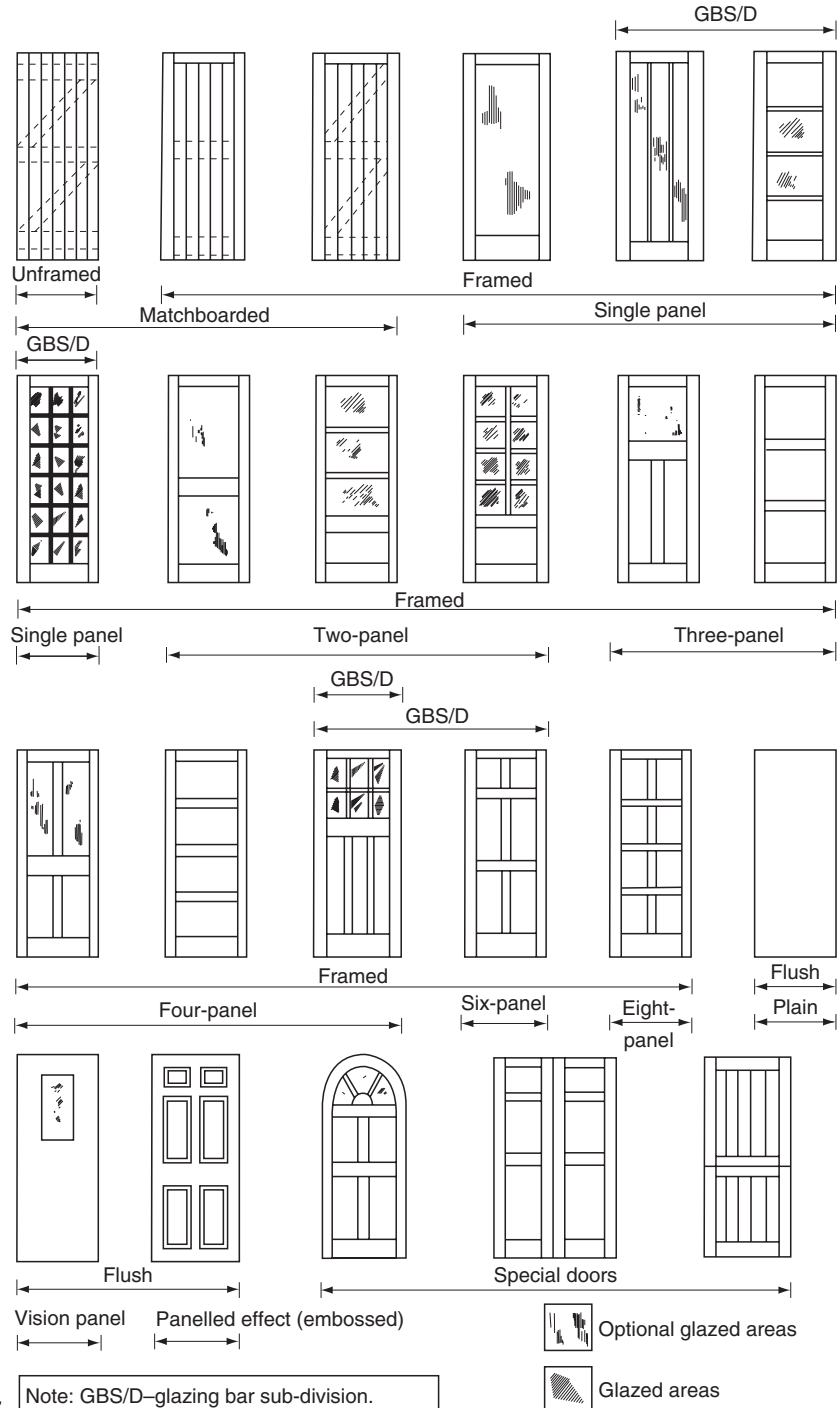 GBS/D
Unframed
Framed
Matchboarded
Single panel
GBS/D
Framed
Single panel
Two-panel
Three-panel
GBS/D
GBS/D
Framed
Flush
Four-panel
Six-panel
Eight-
panel
Plain
Flush
Special doors
Vision panel
Panelled effect (embossed)
Optional glazed areas
Note: GBS/D–glazing bar sub-division.
Glazed areas